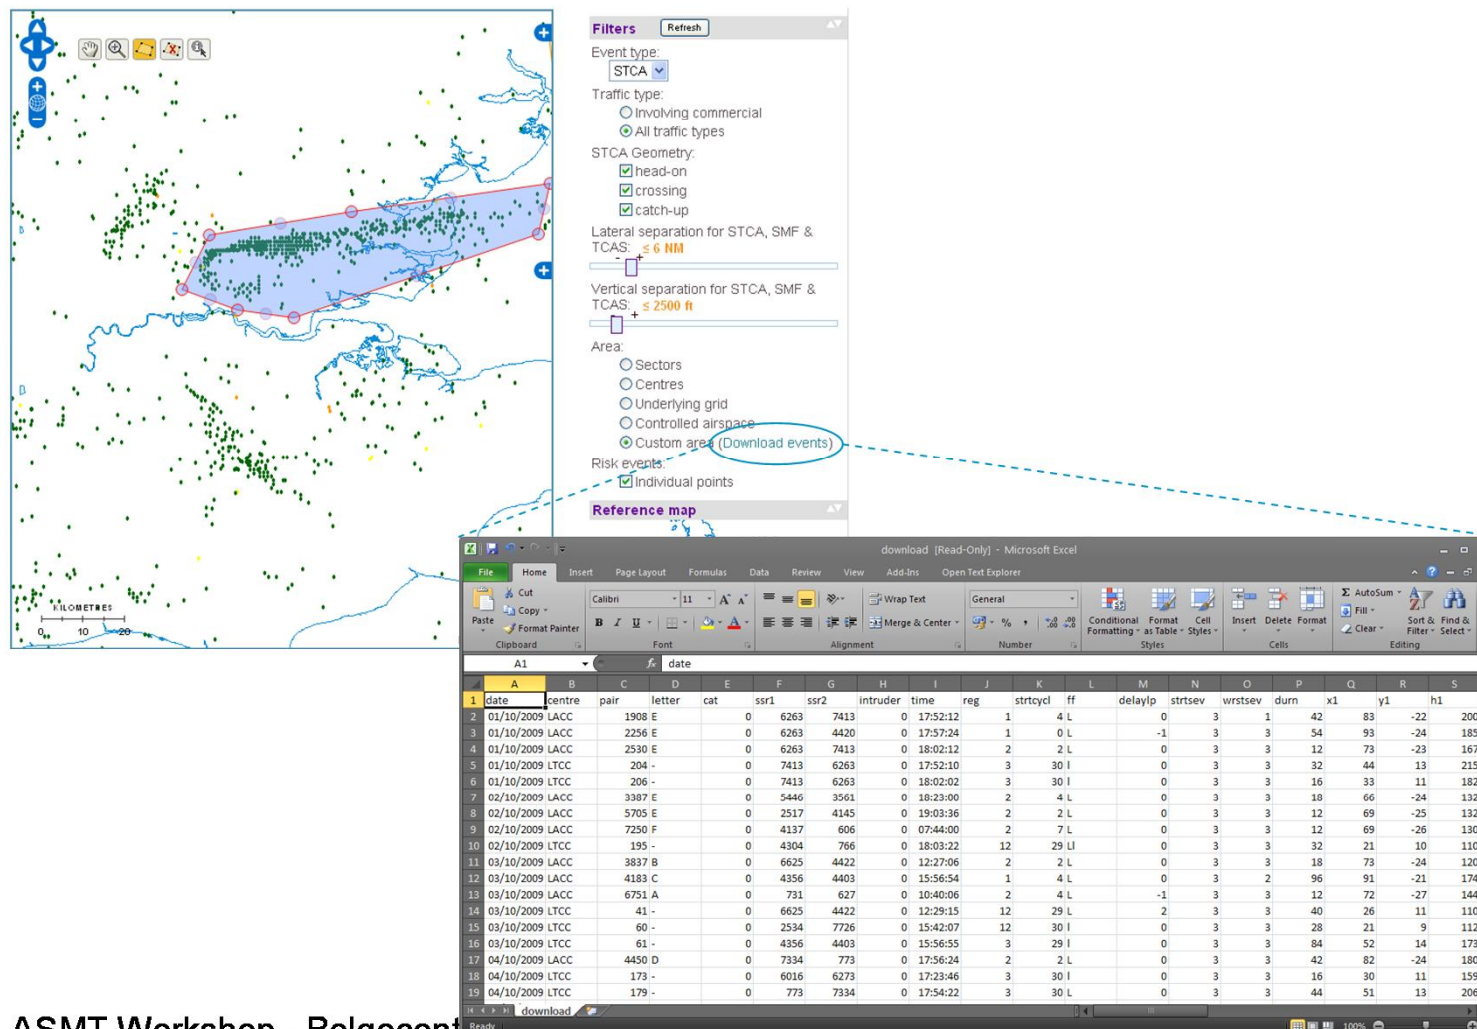 Filters Refresh
Event type:
STCA
Traffic type:
Involving commercial
All traffic types
STCA Geometry:
head-on
crossing
catch-up
Lateral separation for STCA, SMF &
TCAS: ≤ 6 NM
- +
Vertical separation for STCA, SMF &
TCAS: ≤ 2500 ft
- +
Area:
Sectors
Centres
Underlying grid
Controlled airspace
Custom area (Download events)
Risk events:
Individual points
Reference map
KILOMETRES
0 10 20
download [Read-Only] - Microsoft Excel
File Home Insert Page Layout Formulas Data Review View Add-Ins Open Text Explorer
Paste Cut Copy Format Painter
Calibri 11 General
B I U
Wrap Text
Merge & Center
Conditional Formatting Format as Table Cell Styles
Insert Delete Format
Σ AutoSum Fill Clear
Sort & Filter Find & Select
Clipboard Font Alignment Number Styles Cells Editing
A1 fx date
A B C D E F G H I J K L M N O P Q R S
1 date centre pair letter cat ssr1 ssr2 intruder time reg strtcycl ff delaylp strtsev wrstsev durn x1 y1 h1
2 01/10/2009 LACC 1908 E 0 6263 7413 0 17:52:12 1 4 L 0 3 1 42 83 -22 200
3 01/10/2009 LACC 2256 E 0 6263 4420 0 17:57:24 1 0 L -1 3 3 54 93 -24 185
4 01/10/2009 LACC 2530 E 0 6263 7413 0 18:02:12 2 2 L 0 3 3 12 73 -23 167
5 01/10/2009 LTCC 204 - 0 7413 6263 0 17:52:10 3 30 l 0 3 3 32 44 13 215
6 01/10/2009 LTCC 206 - 0 7413 6263 0 18:02:02 3 30 l 0 3 3 16 33 11 182
7 02/10/2009 LACC 3387 E 0 5446 3561 0 18:23:00 2 4 L 0 3 3 18 66 -24 132
8 02/10/2009 LACC 5705 E 0 2517 4145 0 19:03:36 2 2 L 0 3 3 12 69 -25 132
9 02/10/2009 LACC 7250 F 0 4137 606 0 07:44:00 2 7 L 0 3 3 12 69 -26 130
10 02/10/2009 LTCC 195 - 0 4304 766 0 18:03:22 12 29 Ll 0 3 3 32 21 10 110
11 03/10/2009 LACC 3837 B 0 6625 4422 0 12:27:06 2 2 L 0 3 3 18 73 -24 120
12 03/10/2009 LACC 4183 C 0 4356 4403 0 15:56:54 1 4 L 0 3 2 96 91 -21 174
13 03/10/2009 LACC 6751 A 0 731 627 0 10:40:06 2 4 L -1 3 3 12 72 -27 144
14 03/10/2009 LTCC 41 - 0 6625 4422 0 12:29:15 12 29 L 2 3 3 40 26 11 110
15 03/10/2009 LTCC 60 - 0 2534 7726 0 15:42:07 12 30 l 0 3 3 28 21 9 112
16 03/10/2009 LTCC 61 - 0 4356 4403 0 15:56:55 3 29 l 0 3 3 84 52 14 173
17 04/10/2009 LACC 4450 D 0 7334 773 0 17:56:24 2 2 L 0 3 3 42 82 -24 180
18 04/10/2009 LTCC 173 - 0 6016 6273 0 17:23:46 3 30 l 0 3 3 16 30 11 159
19 04/10/2009 LTCC 179 - 0 773 7334 0 17:54:22 3 30 L 0 3 3 44 51 13 206
download
Ready 100%
ASMT Workshop